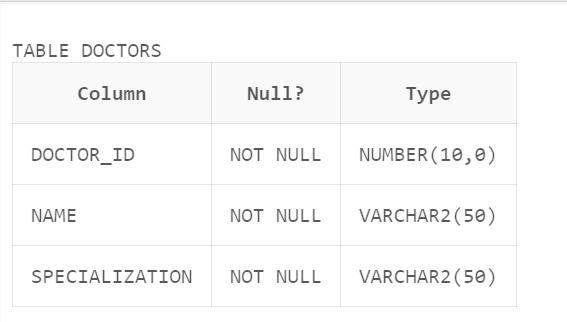 TABLE DOCTORS
Column Null? Type
DOCTOR_ID NOT NULL NUMBER(10,0)
NAME NOT NULL VARCHAR2(50)
SPECIALIZATION NOT NULL VARCHAR2(50)